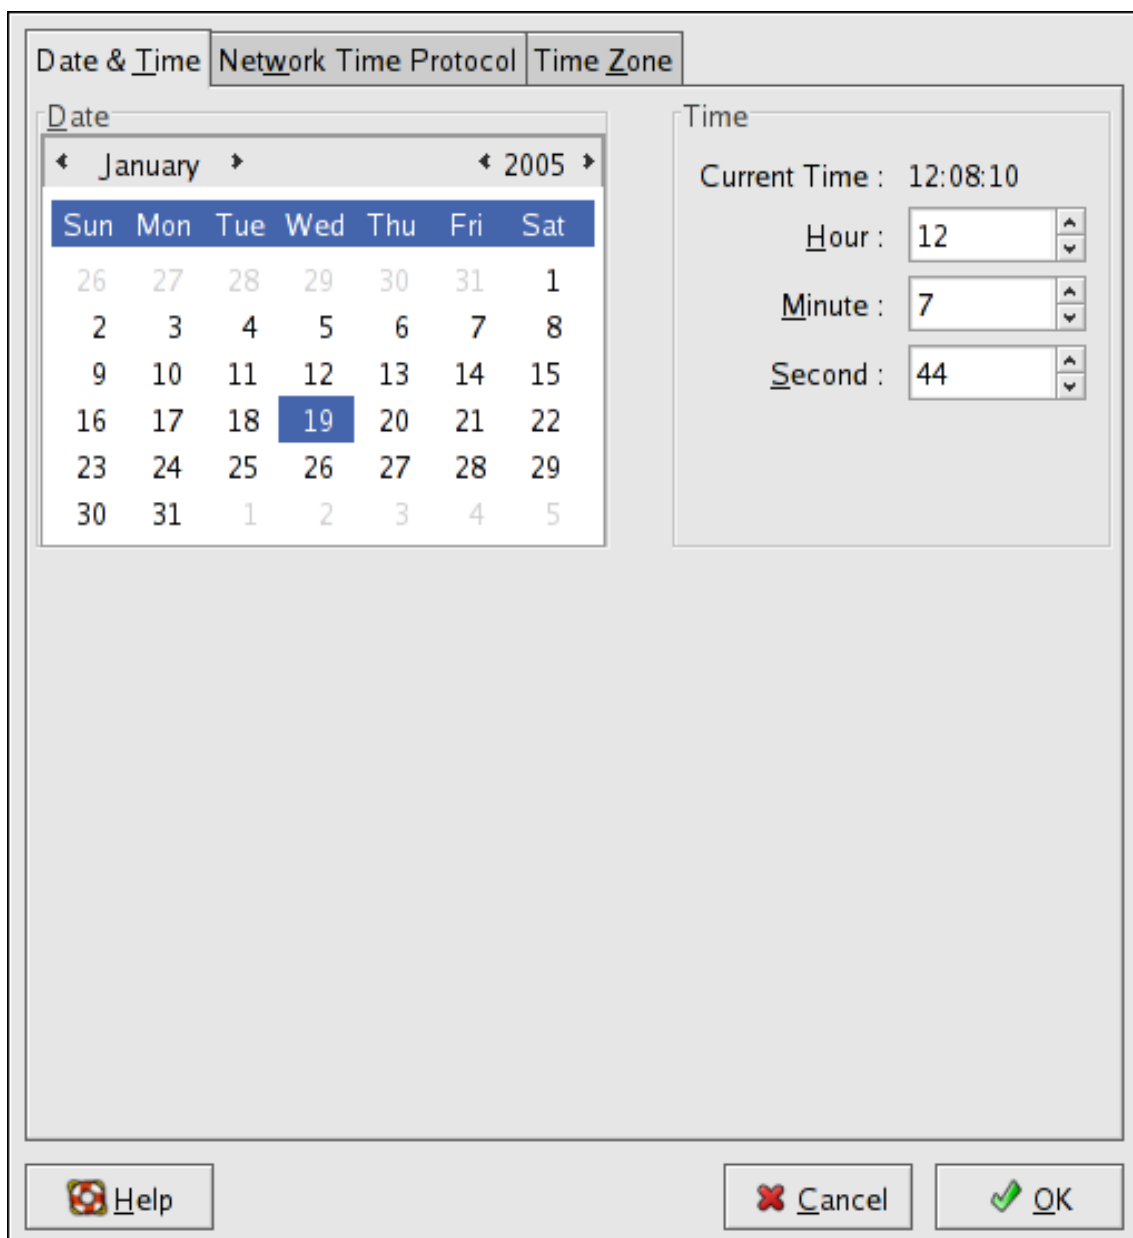 Date & Time Network Time Protocol Time Zone
Date
January 2005
Sun Mon Tue Wed Thu Fri Sat
26 27 28 29 30 31 1
2 3 4 5 6 7 8
9 10 11 12 13 14 15
16 17 18 19 20 21 22
23 24 25 26 27 28 29
30 31 1 2 3 4 5
Time
Current Time : 12:08:10
Hour : 12
Minute : 7
Second : 44
Help Cancel OK